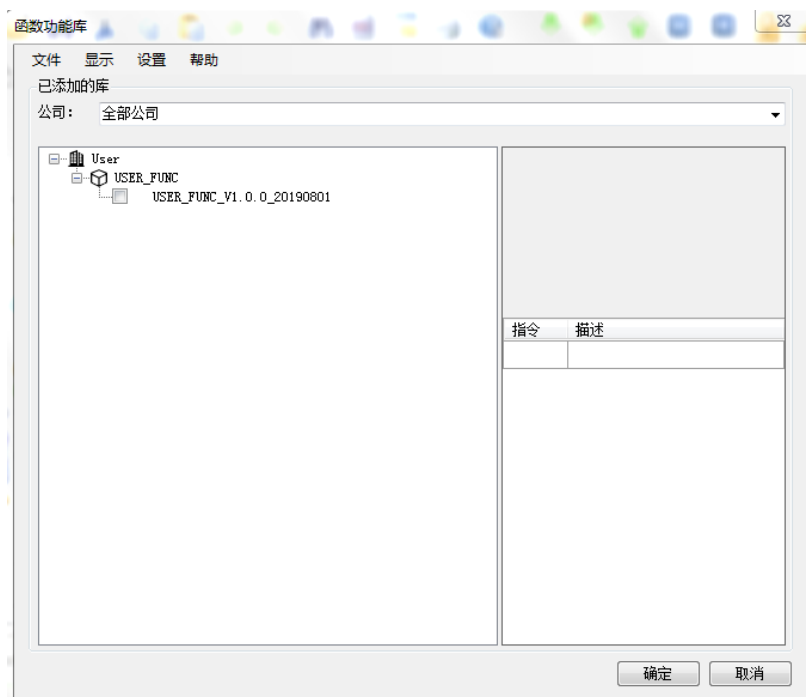 函数功能库
文件 显示 设置 帮助
已添加的库
公司： 全部公司
User
USER_FUNC
USER_FUNC_V1.0.0_20190801
指令 描述
确定 取消